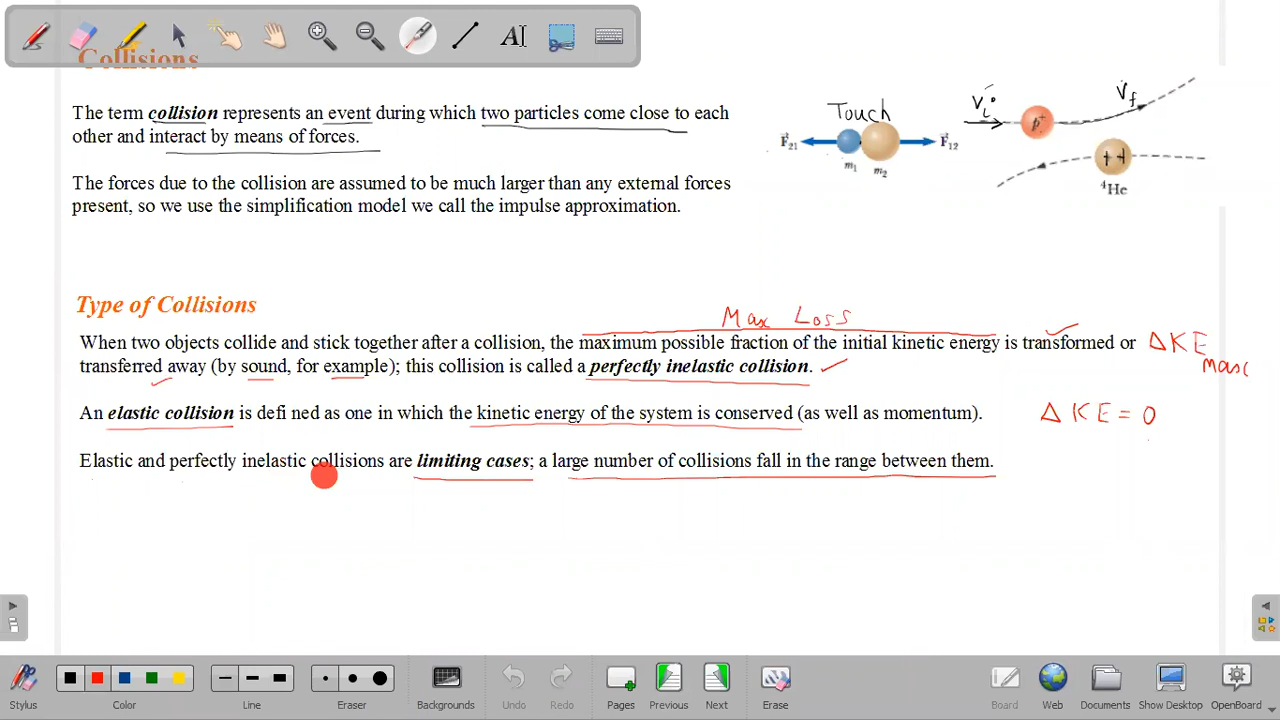 Collisions
The term collision represents an event during which two particles come close to each
other and interact by means of forces.
The forces due to the collision are assumed to be much larger than any external forces
present, so we use the simplification model we call the impulse approximation.
Touch
F21
F12
m1
m2
Vi
Vf
p+
++
4He
Type of Collisions
Max Loss
When two objects collide and stick together after a collision, the maximum possible fraction of the initial kinetic energy is transformed or
transferred away (by sound, for example); this collision is called a perfectly inelastic collision.
ΔKE
max
An elastic collision is defi ned as one in which the kinetic energy of the system is conserved (as well as momentum).
ΔKE = 0
Elastic and perfectly inelastic collisions are limiting cases; a large number of collisions fall in the range between them.
Stylus
Color
Line
Eraser
Backgrounds
Undo
Redo
Pages
Previous
Next
Erase
Board
Web
Documents
Show Desktop
OpenBoard